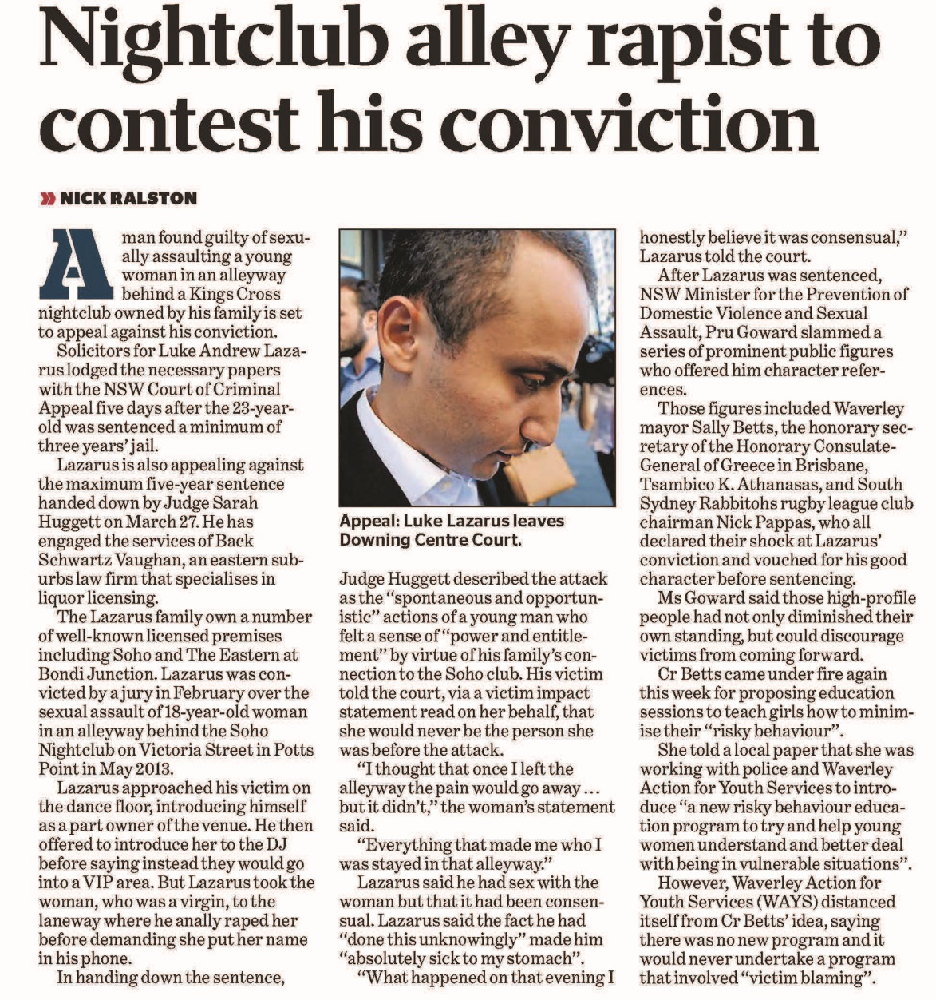 Nightclub alley rapist to
contest his conviction
» NICK RALSTON
A man found guilty of sexu-
ally assaulting a young
woman in an alleyway
behind a Kings Cross
nightclub owned by his family is set
to appeal against his conviction.
Solicitors for Luke Andrew Laza-
rus lodged the necessary papers
with the NSW Court of Criminal
Appeal five days after the 23-year-
old was sentenced a minimum of
three years' jail.
Lazarus is also appealing against
the maximum five-year sentence
handed down by Judge Sarah
Huggett on March 27. He has
engaged the services of Back
Schwartz Vaughan, an eastern sub-
urbs law firm that specialises in
liquor licensing.
The Lazarus family own a number
of well-known licensed premises
including Soho and The Eastern at
Bondi Junction. Lazarus was con-
victed by a jury in February over the
sexual assault of 18-year-old woman
in an alleyway behind the Soho
Nightclub on Victoria Street in Potts
Point in May 2013.
Lazarus approached his victim on
the dance floor, introducing himself
as a part owner of the venue. He then
offered to introduce her to the DJ
before saying instead they would go
into a VIP area. But Lazarus took the
woman, who was a virgin, to the
laneway where he anally raped her
before demanding she put her name
in his phone.
In handing down the sentence,
Appeal: Luke Lazarus leaves
Downing Centre Court.
Judge Huggett described the attack
as the "spontaneous and opportun-
istic" actions of a young man who
felt a sense of "power and entitle-
ment" by virtue of his family's con-
nection to the Soho club. His victim
told the court, via a victim impact
statement read on her behalf, that
she would never be the person she
was before the attack.
"I thought that once I left the
alleyway the pain would go away ...
but it didn't," the woman's statement
said.
"Everything that made me who I
was stayed in that alleyway."
Lazarus said he had sex with the
woman but that it had been consen-
sual. Lazarus said the fact he had
"done this unknowingly" made him
"absolutely sick to my stomach".
"What happened on that evening I
honestly believe it was consensual,"
Lazarus told the court.
After Lazarus was sentenced,
NSW Minister for the Prevention of
Domestic Violence and Sexual
Assault, Pru Goward slammed a
series of prominent public figures
who offered him character refer-
ences.
Those figures included Waverley
mayor Sally Betts, the honorary sec-
retary of the Honorary Consulate-
General of Greece in Brisbane,
Tsambico K. Athanasas, and South
Sydney Rabbitohs rugby league club
chairman Nick Pappas, who all
declared their shock at Lazarus'
conviction and vouched for his good
character before sentencing.
Ms Goward said those high-profile
people had not only diminished their
own standing, but could discourage
victims from coming forward.
Cr Betts came under fire again
this week for proposing education
sessions to teach girls how to minim-
ise their "risky behaviour".
She told a local paper that she was
working with police and Waverley
Action for Youth Services to intro-
duce "a new risky behaviour educa-
tion program to try and help young
women understand and better deal
with being in vulnerable situations".
However, Waverley Action for
Youth Services (WAYS) distanced
itself from Cr Betts' idea, saying
there was no new program and it
would never undertake a program
that involved "victim blaming".